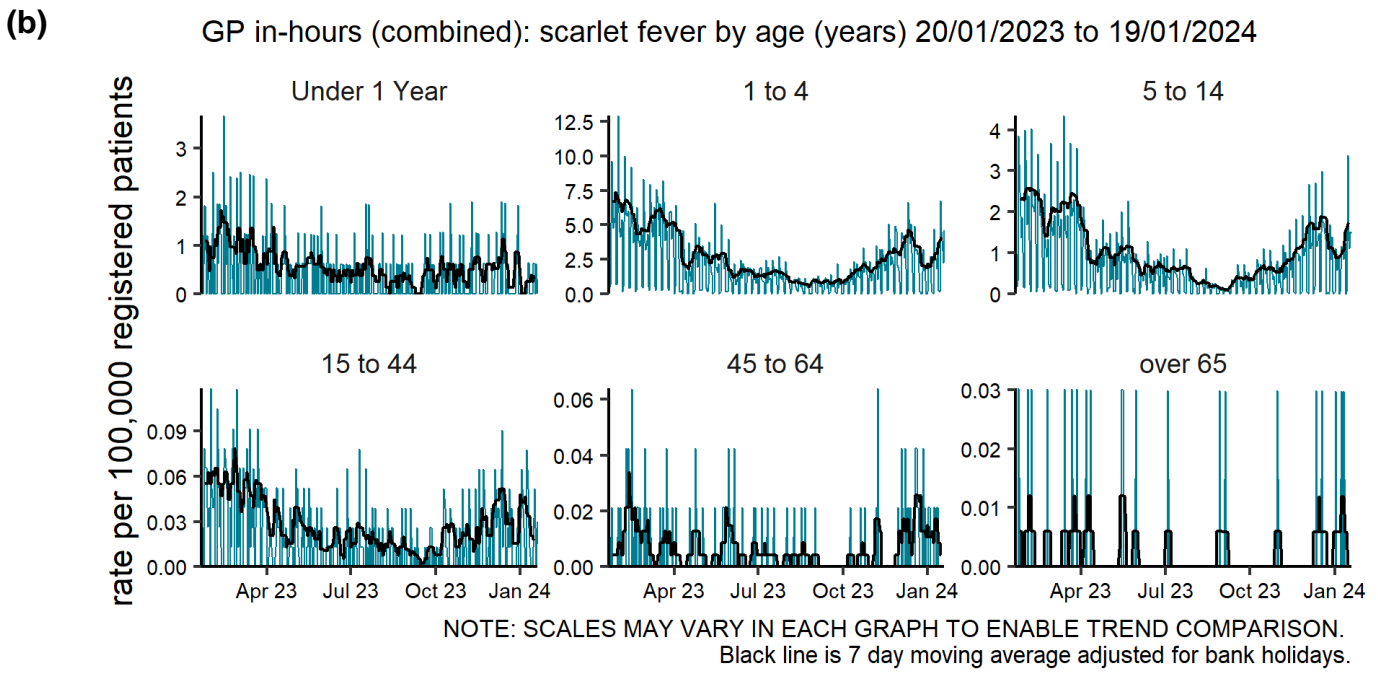 (b)
GP in-hours (combined): scarlet fever by age (years) 20/01/2023 to 19/01/2024
rate per 100,000 registered patients
Under 1 Year
3
2
1
0
1 to 4
12.5
10.0
7.5
5.0
2.5
0.0
5 to 14
4
3
2
1
0
15 to 44
0.09
0.06
0.03
0.00
Apr 23 Jul 23 Oct 23 Jan 24
45 to 64
0.06
0.04
0.02
0.00
Apr 23 Jul 23 Oct 23 Jan 24
over 65
0.03
0.02
0.01
0.00
Apr 23 Jul 23 Oct 23 Jan 24
NOTE: SCALES MAY VARY IN EACH GRAPH TO ENABLE TREND COMPARISON.
Black line is 7 day moving average adjusted for bank holidays.